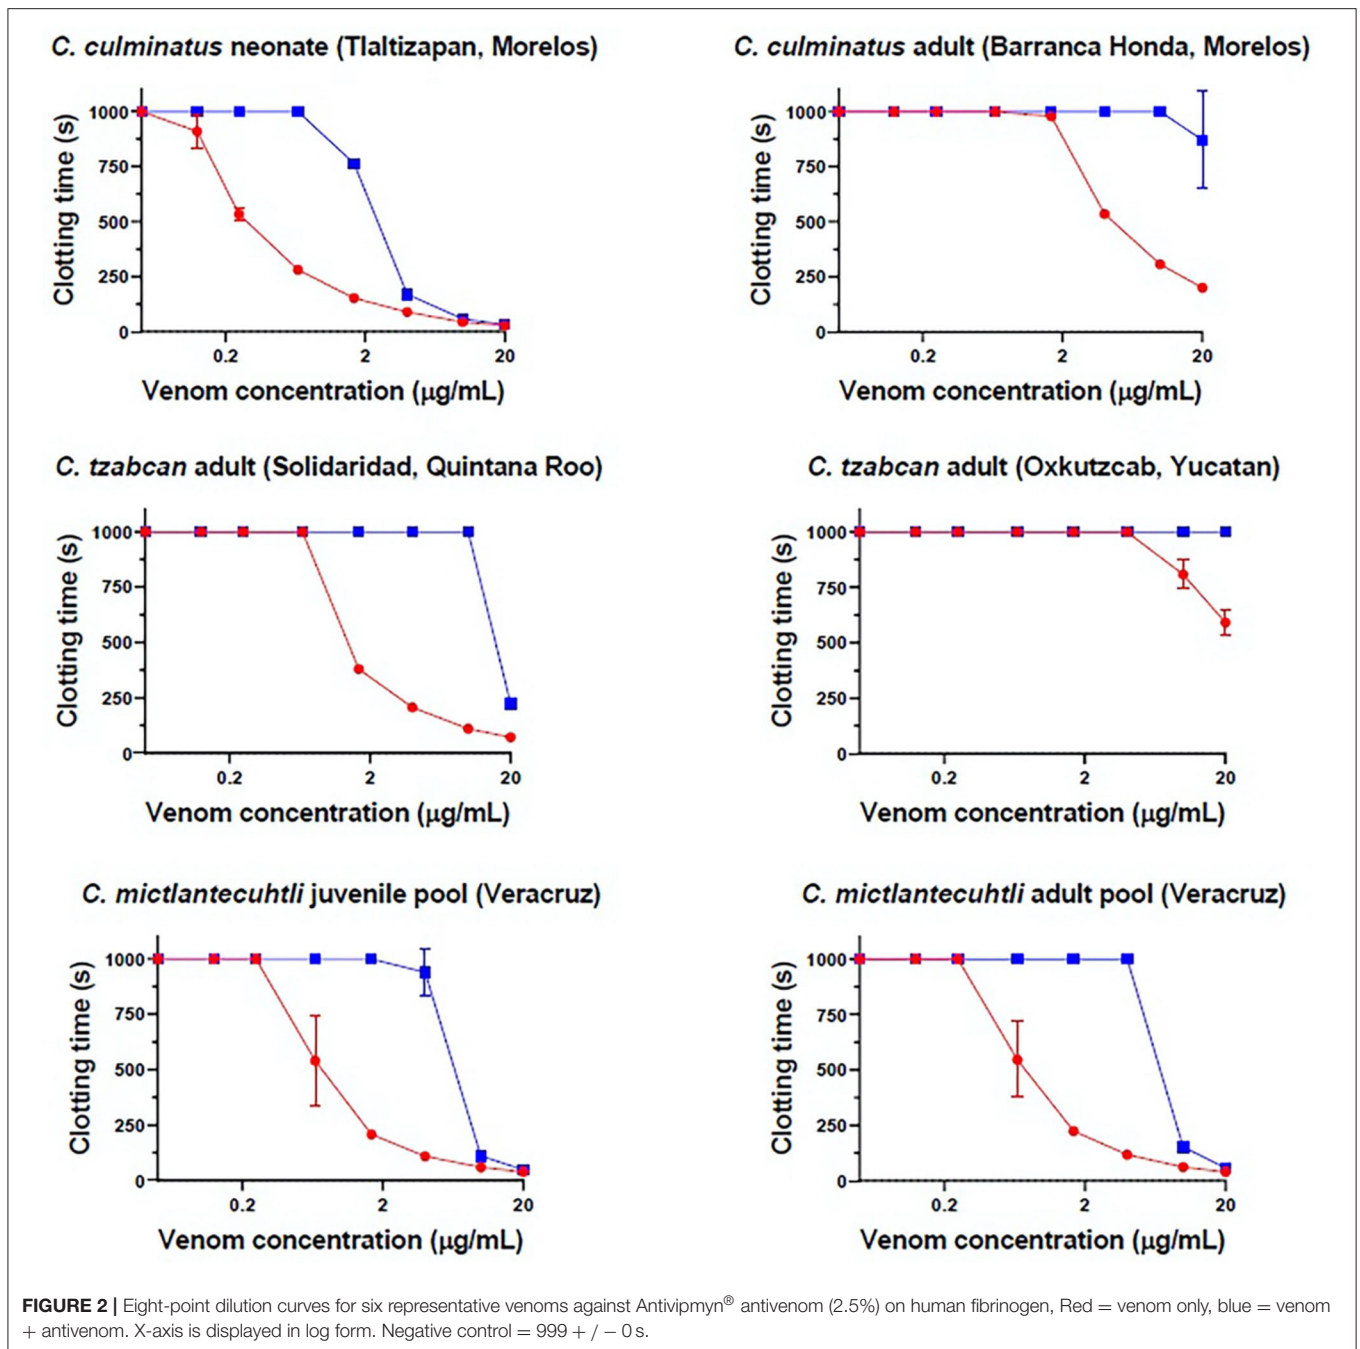 C. culminatus neonate (Tlaltizapan, Morelos)
1000
750
500
250
0
Clotting time (s)
0.2
2
20
Venom concentration (μg/mL)
C. culminatus adult (Barranca Honda, Morelos)
1000
750
500
250
0
Clotting time (s)
0.2
2
20
Venom concentration (μg/mL)
C. tzabcan adult (Solidaridad, Quintana Roo)
1000
750
500
250
0
Clotting time (s)
0.2
2
20
Venom concentration (μg/mL)
C. tzabcan adult (Oxkutzcab, Yucatan)
1000
750
500
250
0
Clotting time (s)
0.2
2
20
Venom concentration (μg/mL)
C. mictlantecuhtli juvenile pool (Veracruz)
1000
750
500
250
0
Clotting time (s)
0.2
2
20
Venom concentration (μg/mL)
C. mictlantecuhtli adult pool (Veracruz)
1000
750
500
250
0
Clotting time (s)
0.2
2
20
Venom concentration (μg/mL)
FIGURE 2 | Eight-point dilution curves for six representative venoms against Antivipmyn® antivenom (2.5%) on human fibrinogen, Red = venom only, blue = venom
+ antivenom. X-axis is displayed in log form. Negative control = 999 + / − 0 s.